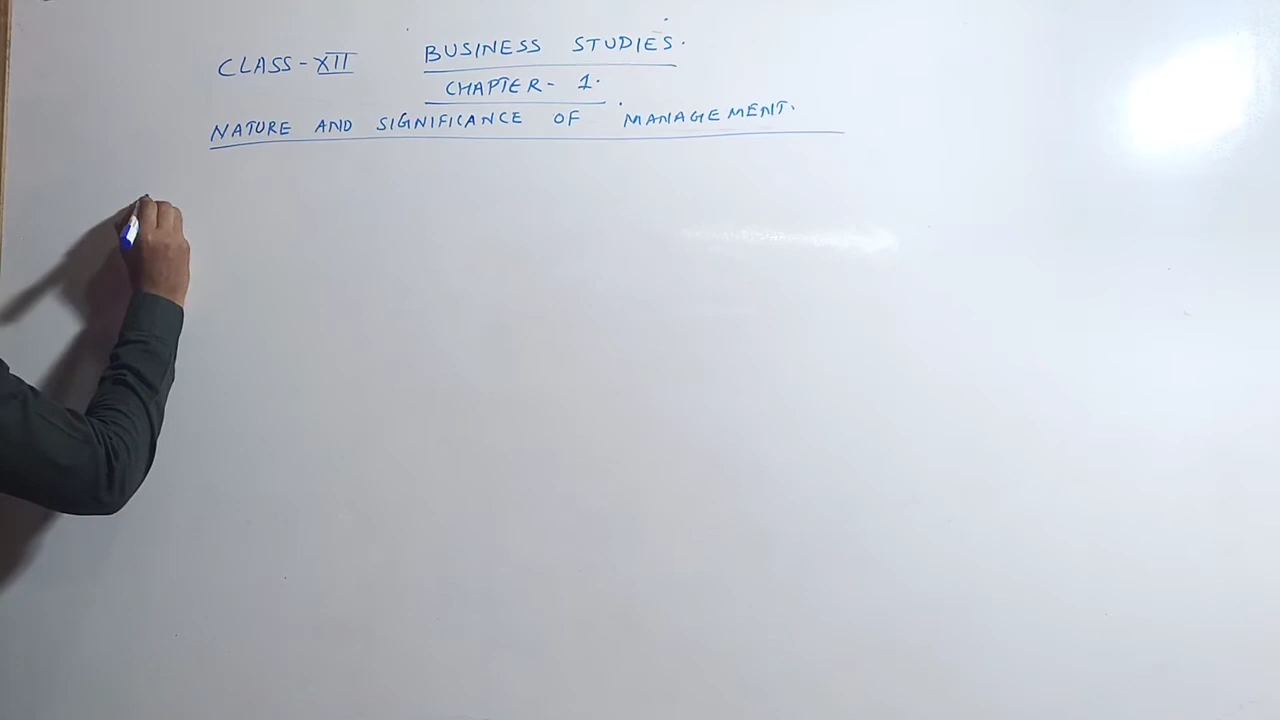 CLASS-XII BUSINESS STUDIES.
CHAPTER- 1.
NATURE AND SIGNIFICANCE OF MANAGEMENT.